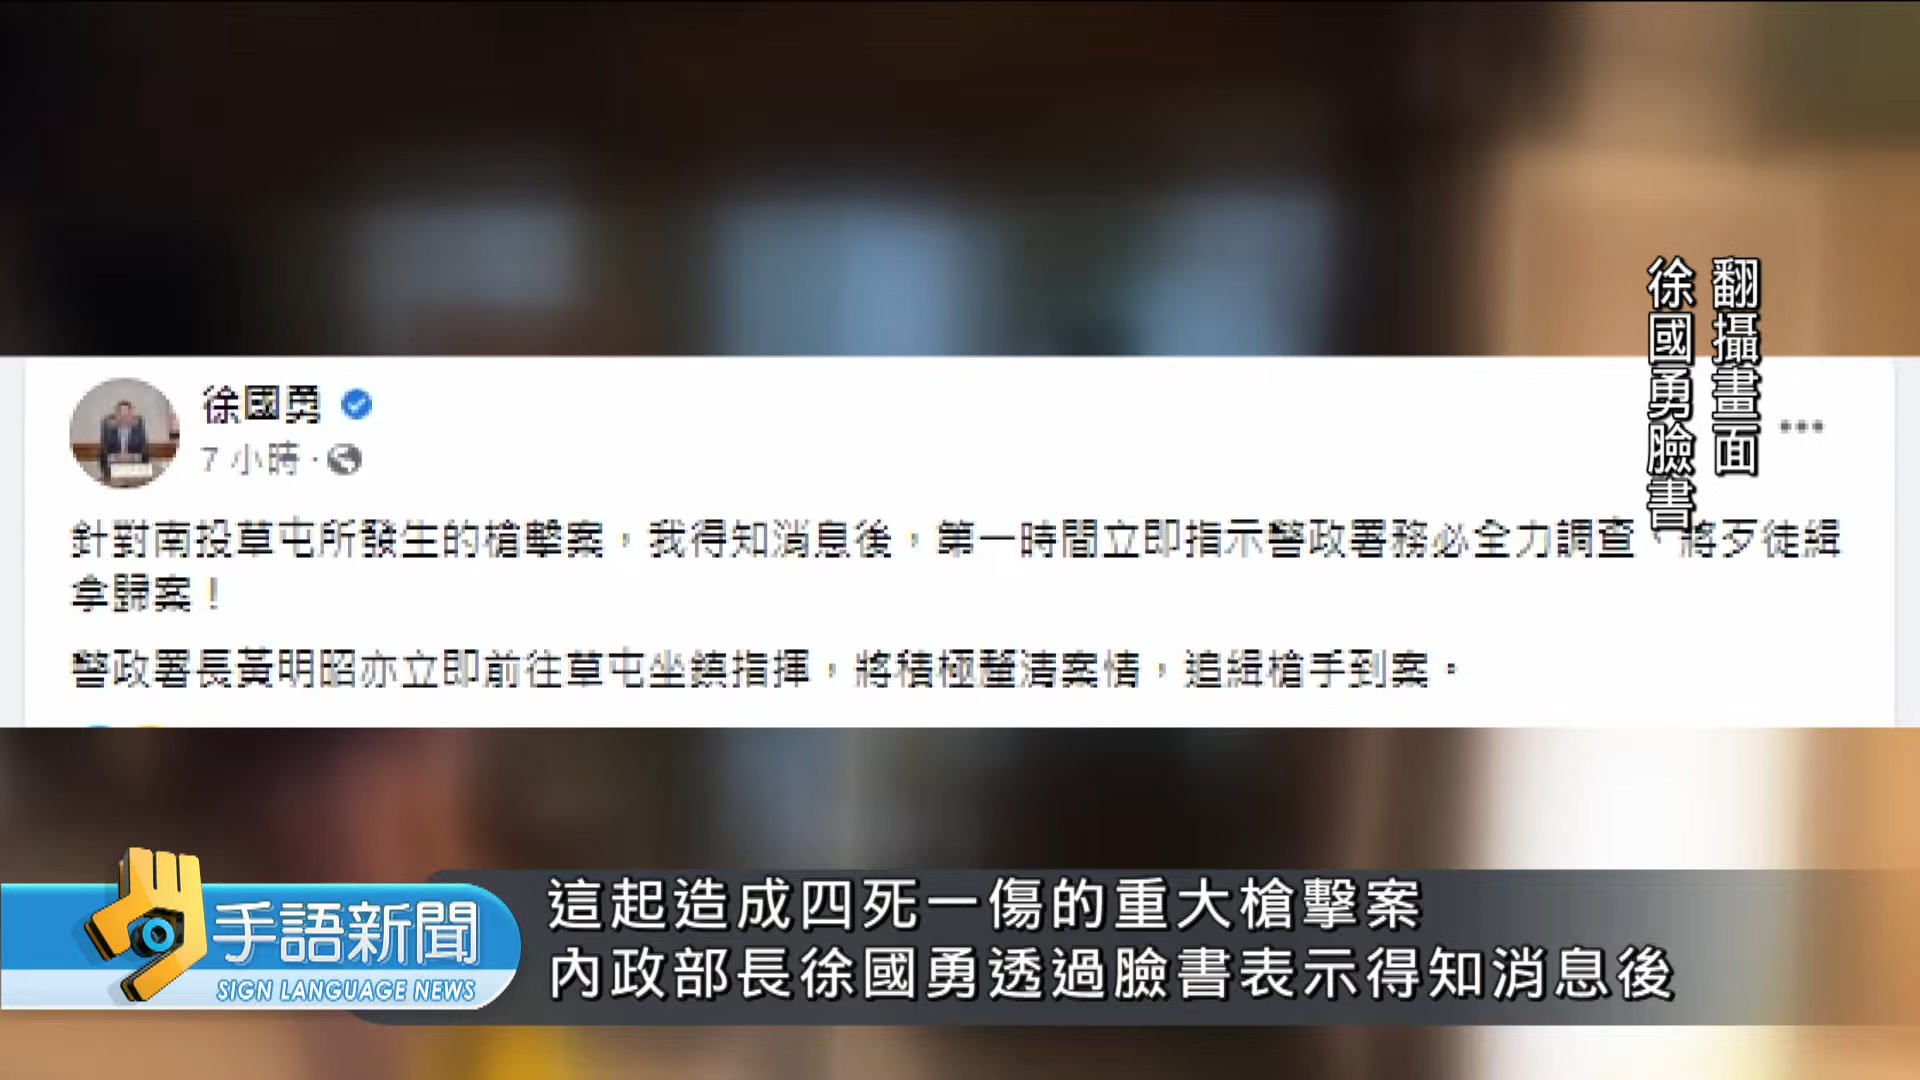 翻攝畫面
徐國勇臉書
徐國勇
7 小時 ·
針對南投草屯所發生的槍擊案，我得知消息後，第一時間立即指示警政署務必全力調查，將歹徒緝
拿歸案！
警政署長黃明昭亦立即前往草屯坐鎮指揮，將積極釐清案情，追緝槍手到案。
手語新聞
SIGN LANGUAGE NEWS
這起造成四死一傷的重大槍擊案
內政部長徐國勇透過臉書表示得知消息後